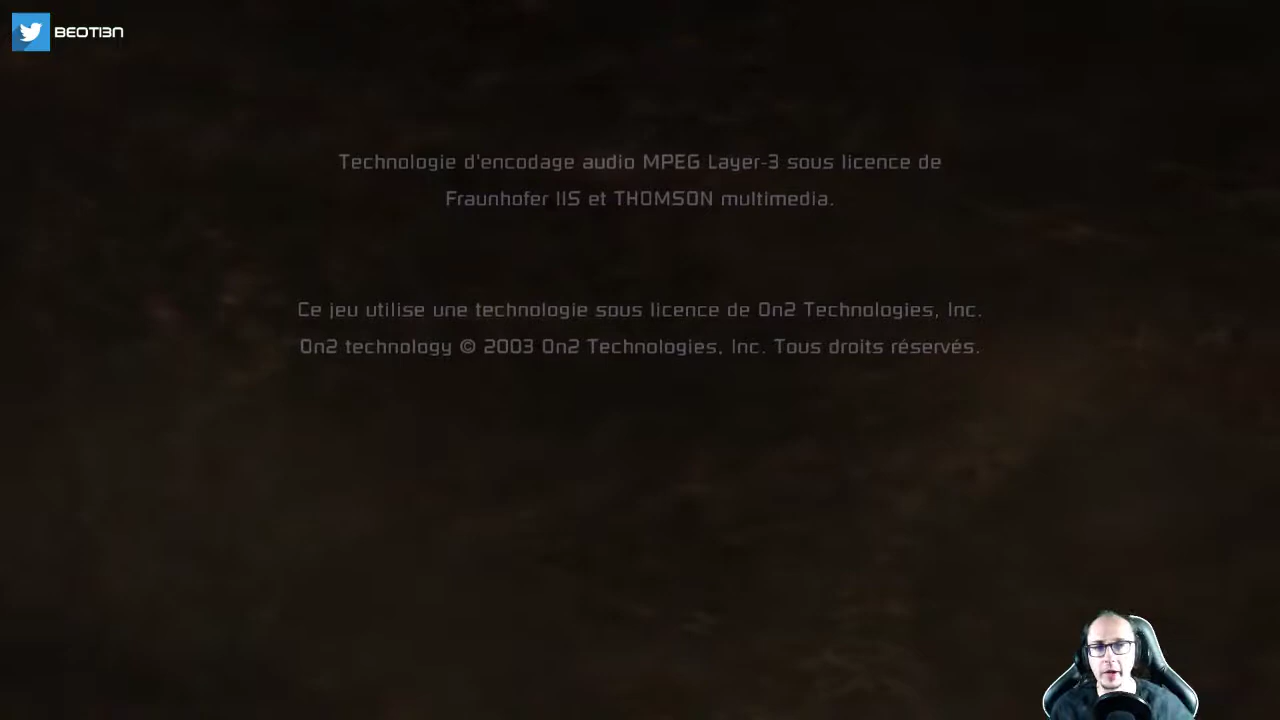 BEOTI3N
Technologie d'encodage audio MPEG Layer-3 sous licence de
Fraunhofer IIS et THOMSON multimedia.
Ce jeu utilise une technologie sous licence de On2 Technologies, Inc.
On2 technology © 2003 On2 Technologies, Inc. Tous droits réservés.